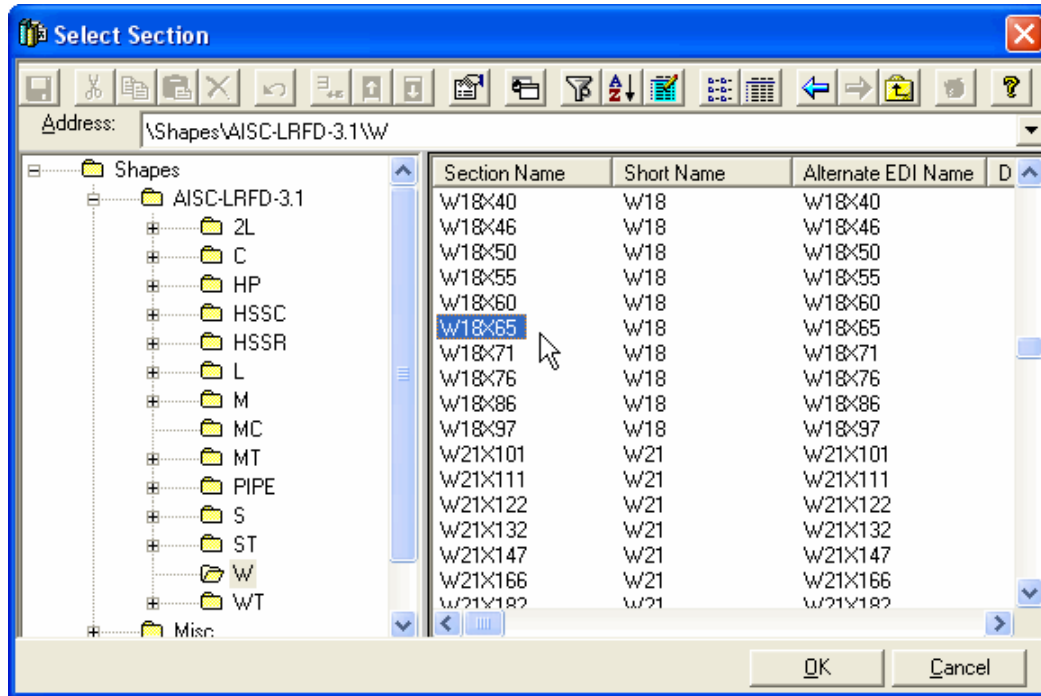 Select Section
Address: \Shapes\AISC-LRFD-3.1\W
Shapes
AISC-LRFD-3.1
2L
C
HP
HSSC
HSSR
L
M
MC
MT
PIPE
S
ST
W
WT
Misc
Section Name Short Name Alternate EDI Name D
W18X40 W18 W18X40
W18X46 W18 W18X46
W18X50 W18 W18X50
W18X55 W18 W18X55
W18X60 W18 W18X60
W18X65 W18 W18X65
W18X71 W18 W18X71
W18X76 W18 W18X76
W18X86 W18 W18X86
W18X97 W18 W18X97
W21X101 W21 W21X101
W21X111 W21 W21X111
W21X122 W21 W21X122
W21X132 W21 W21X132
W21X147 W21 W21X147
W21X166 W21 W21X166
W21X182 W21 W21X182
OK Cancel